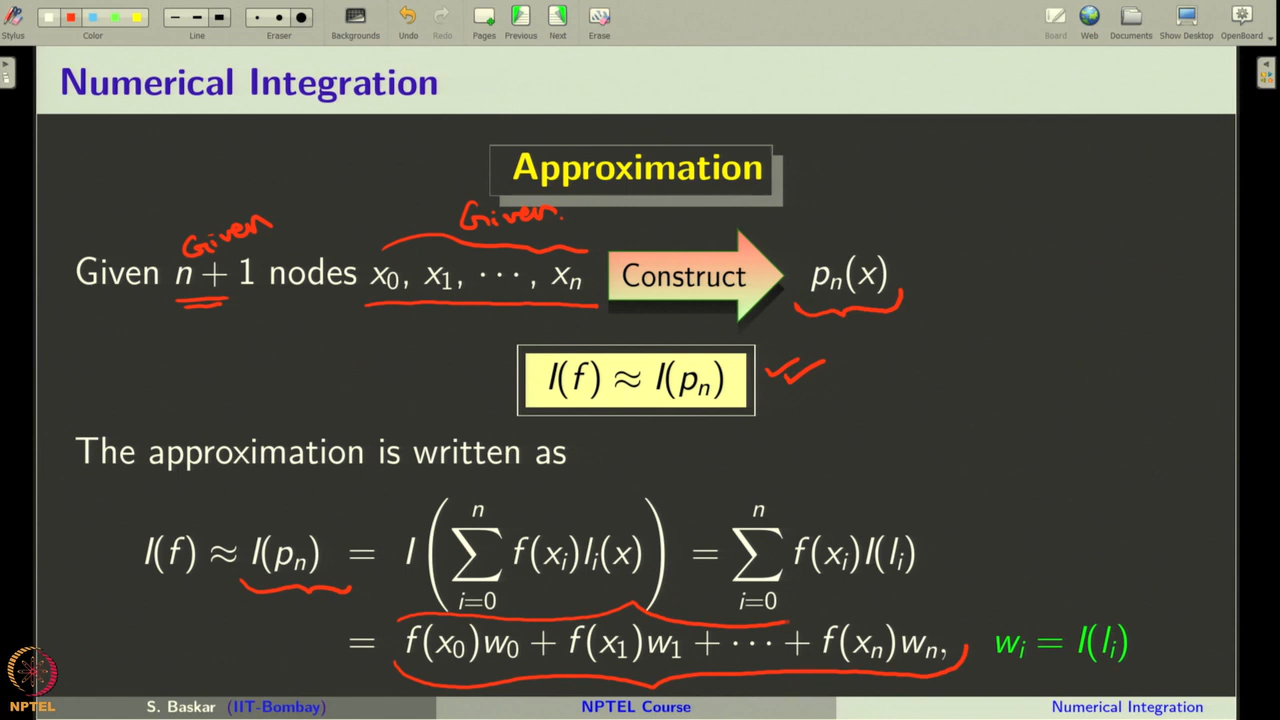 Stylus Color Line Eraser Backgrounds Undo Redo Pages Previous Next Erase Board Web Documents Show Desktop OpenBoard
Numerical Integration
Approximation
Given Given.
Given n + 1 nodes x₀, x₁, ⋯, xₙ Construct pₙ(x)
I(f) ≈ I(pₙ)
The approximation is written as
I(f) ≈ I(pₙ) = I(∑ᵢ₌₀ⁿ f(xᵢ)lᵢ(x)) = ∑ᵢ₌₀ⁿ f(xᵢ)I(lᵢ)
= f(x₀)w₀ + f(x₁)w₁ + ⋯ + f(xₙ)wₙ, wᵢ = I(lᵢ)
NPTEL S. Baskar (IIT-Bombay) NPTEL Course Numerical Integration